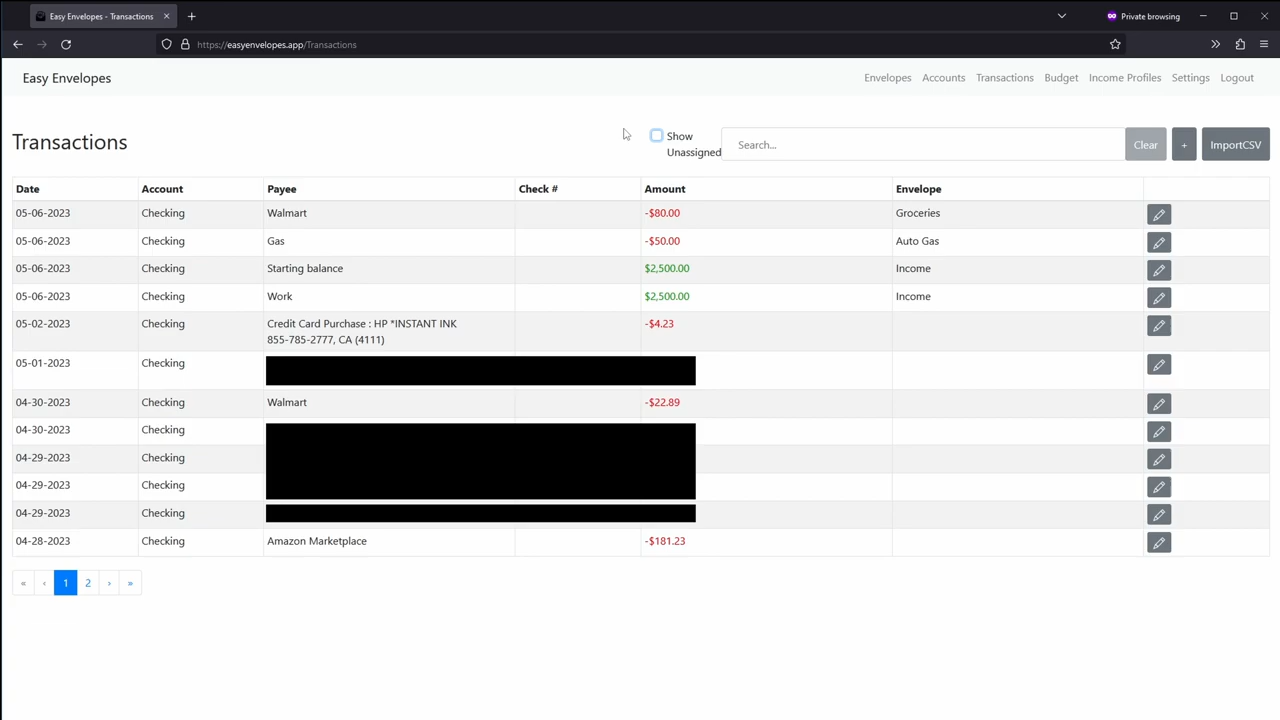 Easy Envelopes - Transactions
Private browsing
https://easyenvelopes.app/Transactions
Easy Envelopes
Envelopes Accounts Transactions Budget Income Profiles Settings Logout
Transactions
Show
Unassigned
Search...
Clear
+
ImportCSV
Date Account Payee Check # Amount Envelope
05-06-2023 Checking Walmart -$80.00 Groceries
05-06-2023 Checking Gas -$50.00 Auto Gas
05-06-2023 Checking Starting balance $2,500.00 Income
05-06-2023 Checking Work $2,500.00 Income
05-02-2023 Checking Credit Card Purchase : HP *INSTANT INK -$4.23
855-785-2777, CA (4111)
05-01-2023 Checking
04-30-2023 Checking Walmart -$22.89
04-30-2023 Checking
04-29-2023 Checking
04-29-2023 Checking
04-29-2023 Checking
04-28-2023 Checking Amazon Marketplace -$181.23
« ‹ 1 2 › »